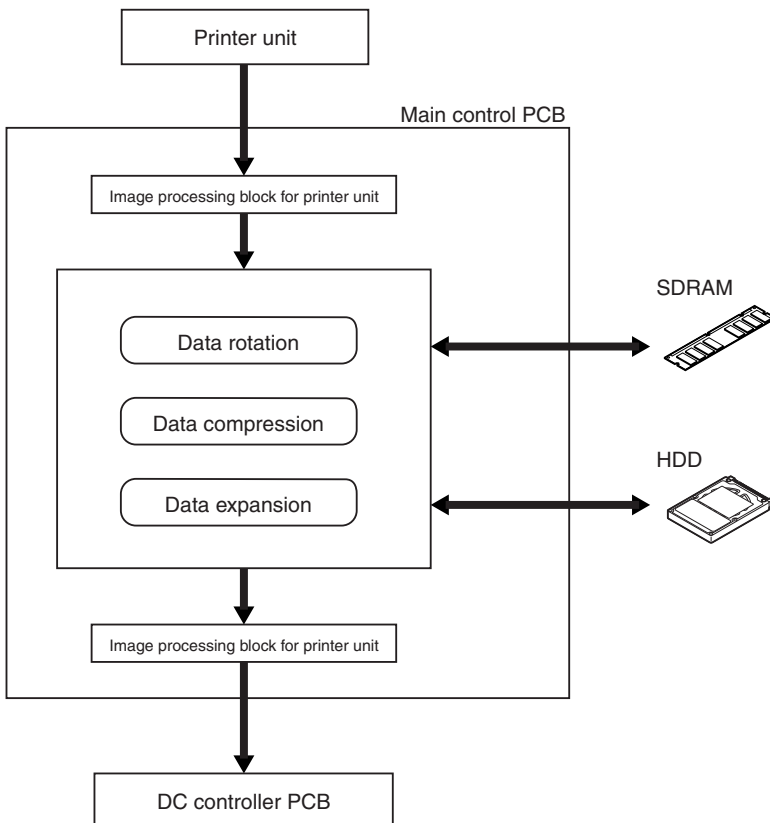 Printer unit
Main control PCB
Image processing block for printer unit
SDRAM
Data rotation
Data compression
HDD
Data expansion
Image processing block for printer unit
DC controller PCB